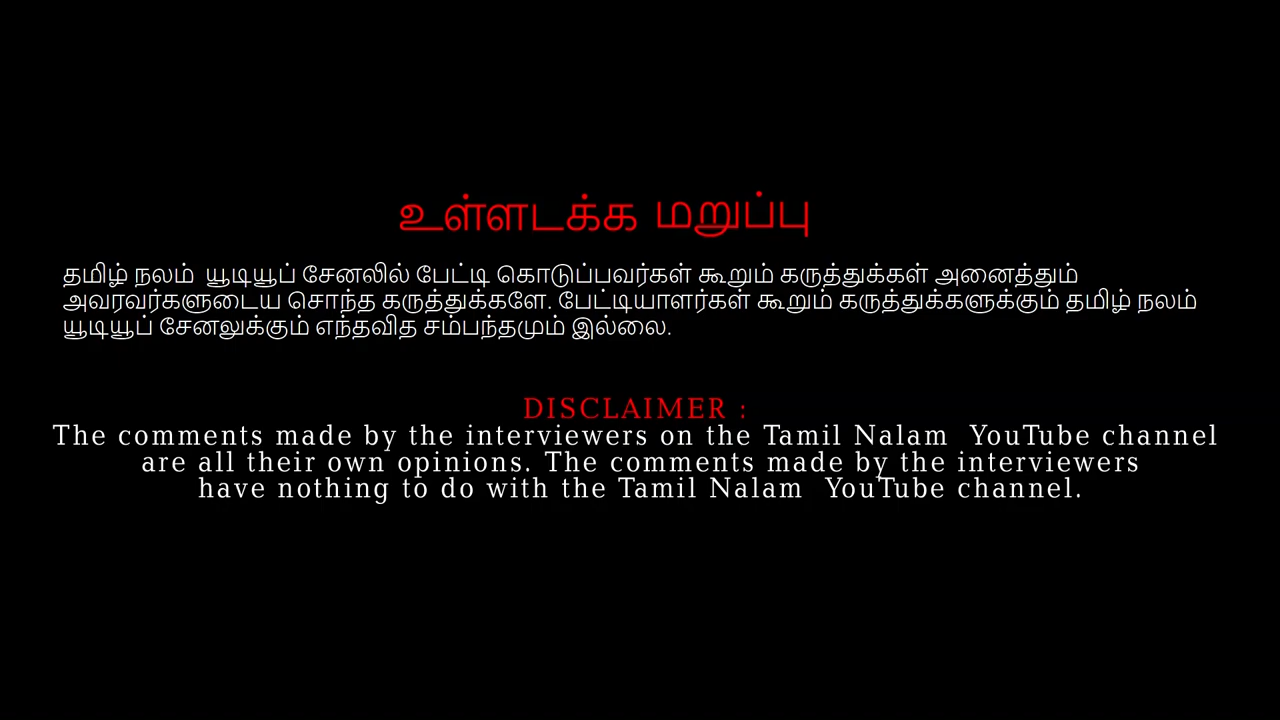 உள்ளடக்க மறுப்பு
தமிழ் நலம் யூடியூப் சேனலில் பேட்டி கொடுப்பவர்கள் கூறும் கருத்துக்கள் அனைத்தும்
அவரவர்களுடைய சொந்த கருத்துக்களே. பேட்டியாளர்கள் கூறும் கருத்துக்களுக்கும் தமிழ் நலம்
யூடியூப் சேனலுக்கும் எந்தவித சம்பந்தமும் இல்லை.
DISCLAIMER :
The comments made by the interviewers on the Tamil Nalam YouTube channel
are all their own opinions. The comments made by the interviewers
have nothing to do with the Tamil Nalam YouTube channel.